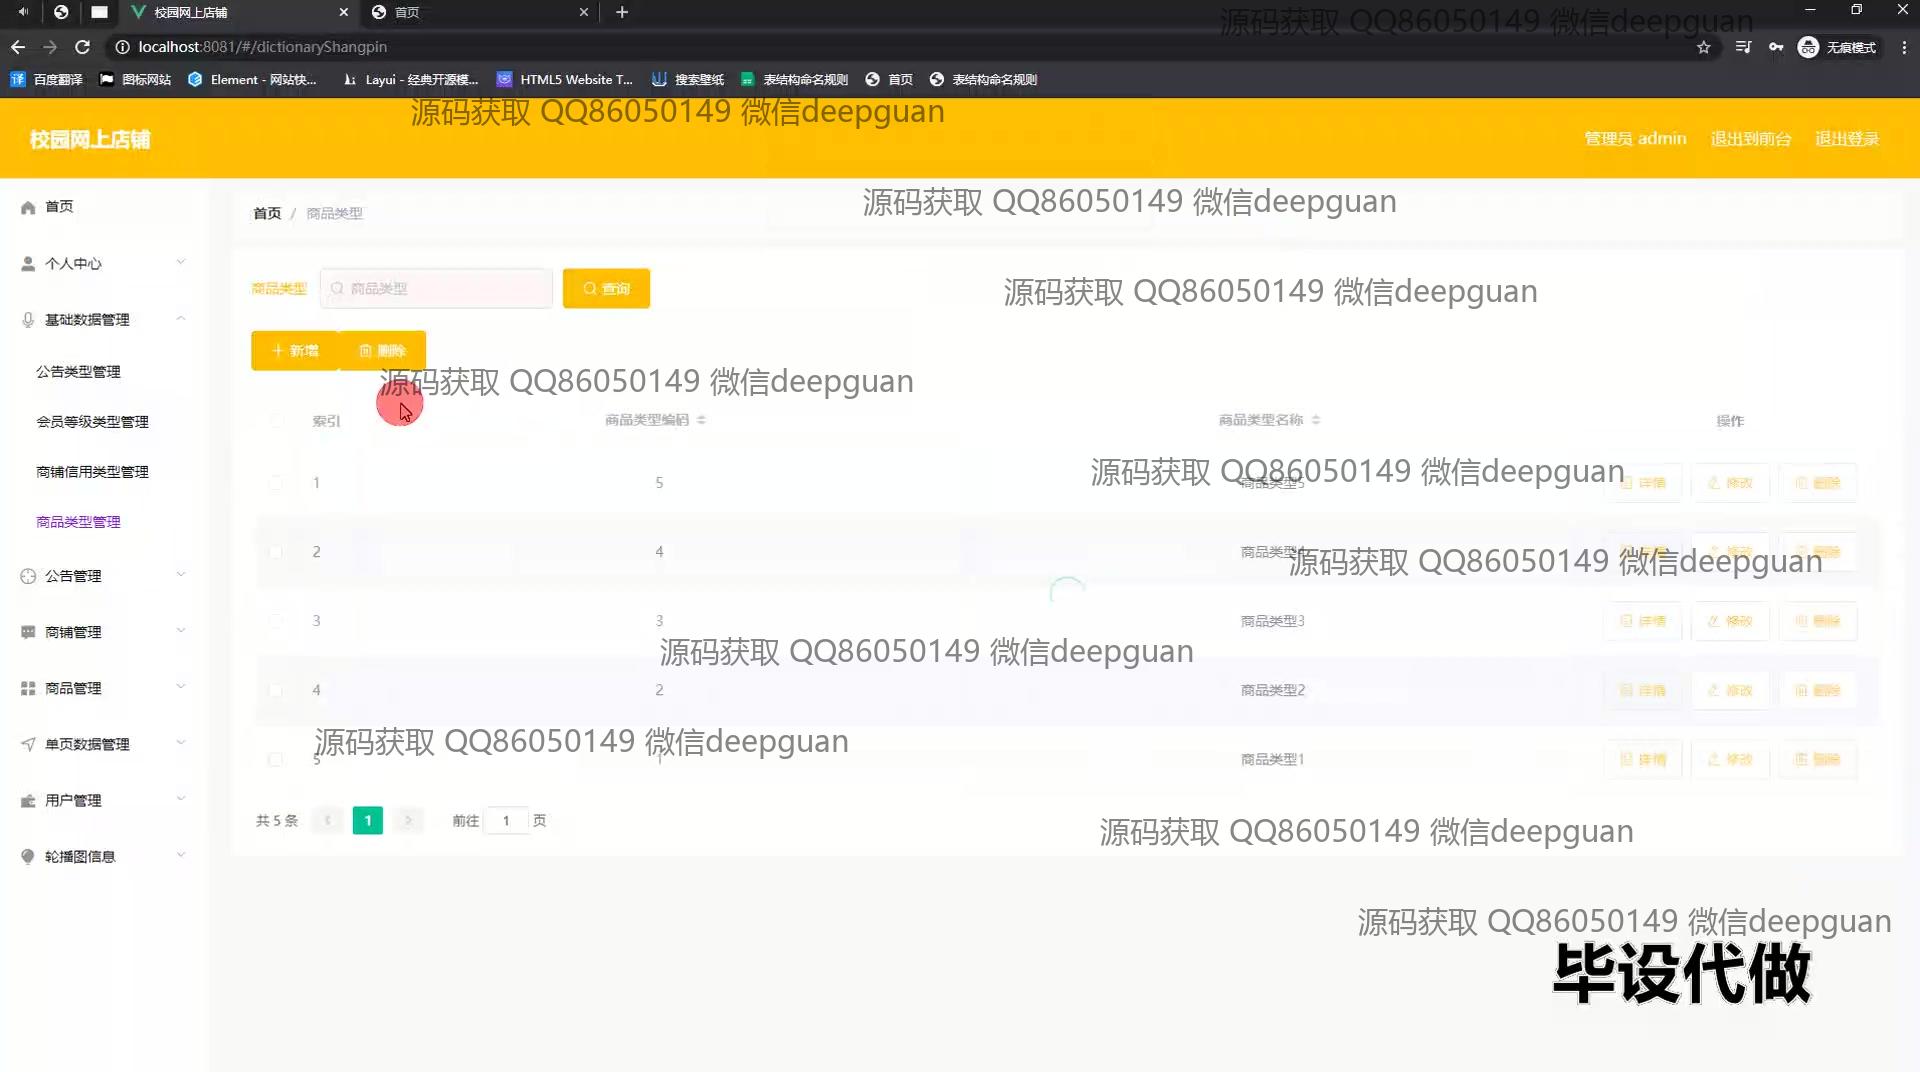 校园网上店铺
首页
源码获取 QQ86050149 微信deepguan
localhost:8081/#/dictionaryShangpin
无痕模式
百度翻译
图标网站
Element - 网站快...
Layui - 经典开源模...
HTML5 Website T...
搜索壁纸
表结构命名规则
首页
表结构命名规则
源码获取 QQ86050149 微信deepguan
校园网上店铺
管理员 admin
退出到前台
退出登录
首页
个人中心
基础数据管理
公告类型管理
会员等级类型管理
商铺信用类型管理
商品类型管理
公告管理
商铺管理
商品管理
单页数据管理
用户管理
轮播图信息
源码获取 QQ86050149 微信deepguan
首页 / 商品类型
源码获取 QQ86050149 微信deepguan
商品类型 商品类型 查询
新增 删除
源码获取 QQ86050149 微信deepguan
索引 商品类型编码 商品类型名称 操作
源码获取 QQ86050149 微信deepguan
1 5 商品类型5 详情 修改 删除
2 4 商品类型4 详情 修改 删除
源码获取 QQ86050149 微信deepguan
3 3 商品类型3 详情 修改 删除
源码获取 QQ86050149 微信deepguan
4 2 商品类型2 详情 修改 删除
源码获取 QQ86050149 微信deepguan
5 1 商品类型1 详情 修改 删除
共 5 条 1 前往 1 页
源码获取 QQ86050149 微信deepguan
源码获取 QQ86050149 微信deepguan
毕设代做